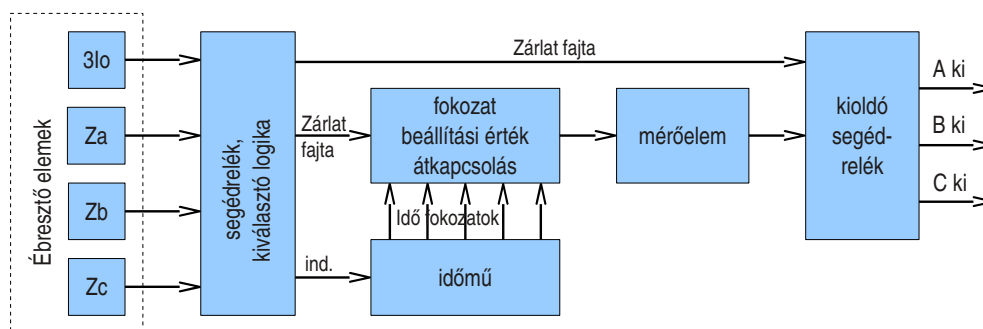 Ébresztő elemek
3Io
Za
Zb
Zc
segédrelék,
kiválasztó logika
Zárlat fajta
Zárlat
fajta
ind.
fokozat
beállítási érték
átkapcsolás
Idő fokozatok
időmű
mérőelem
kioldó
segéd-
relék
A ki
B ki
C ki